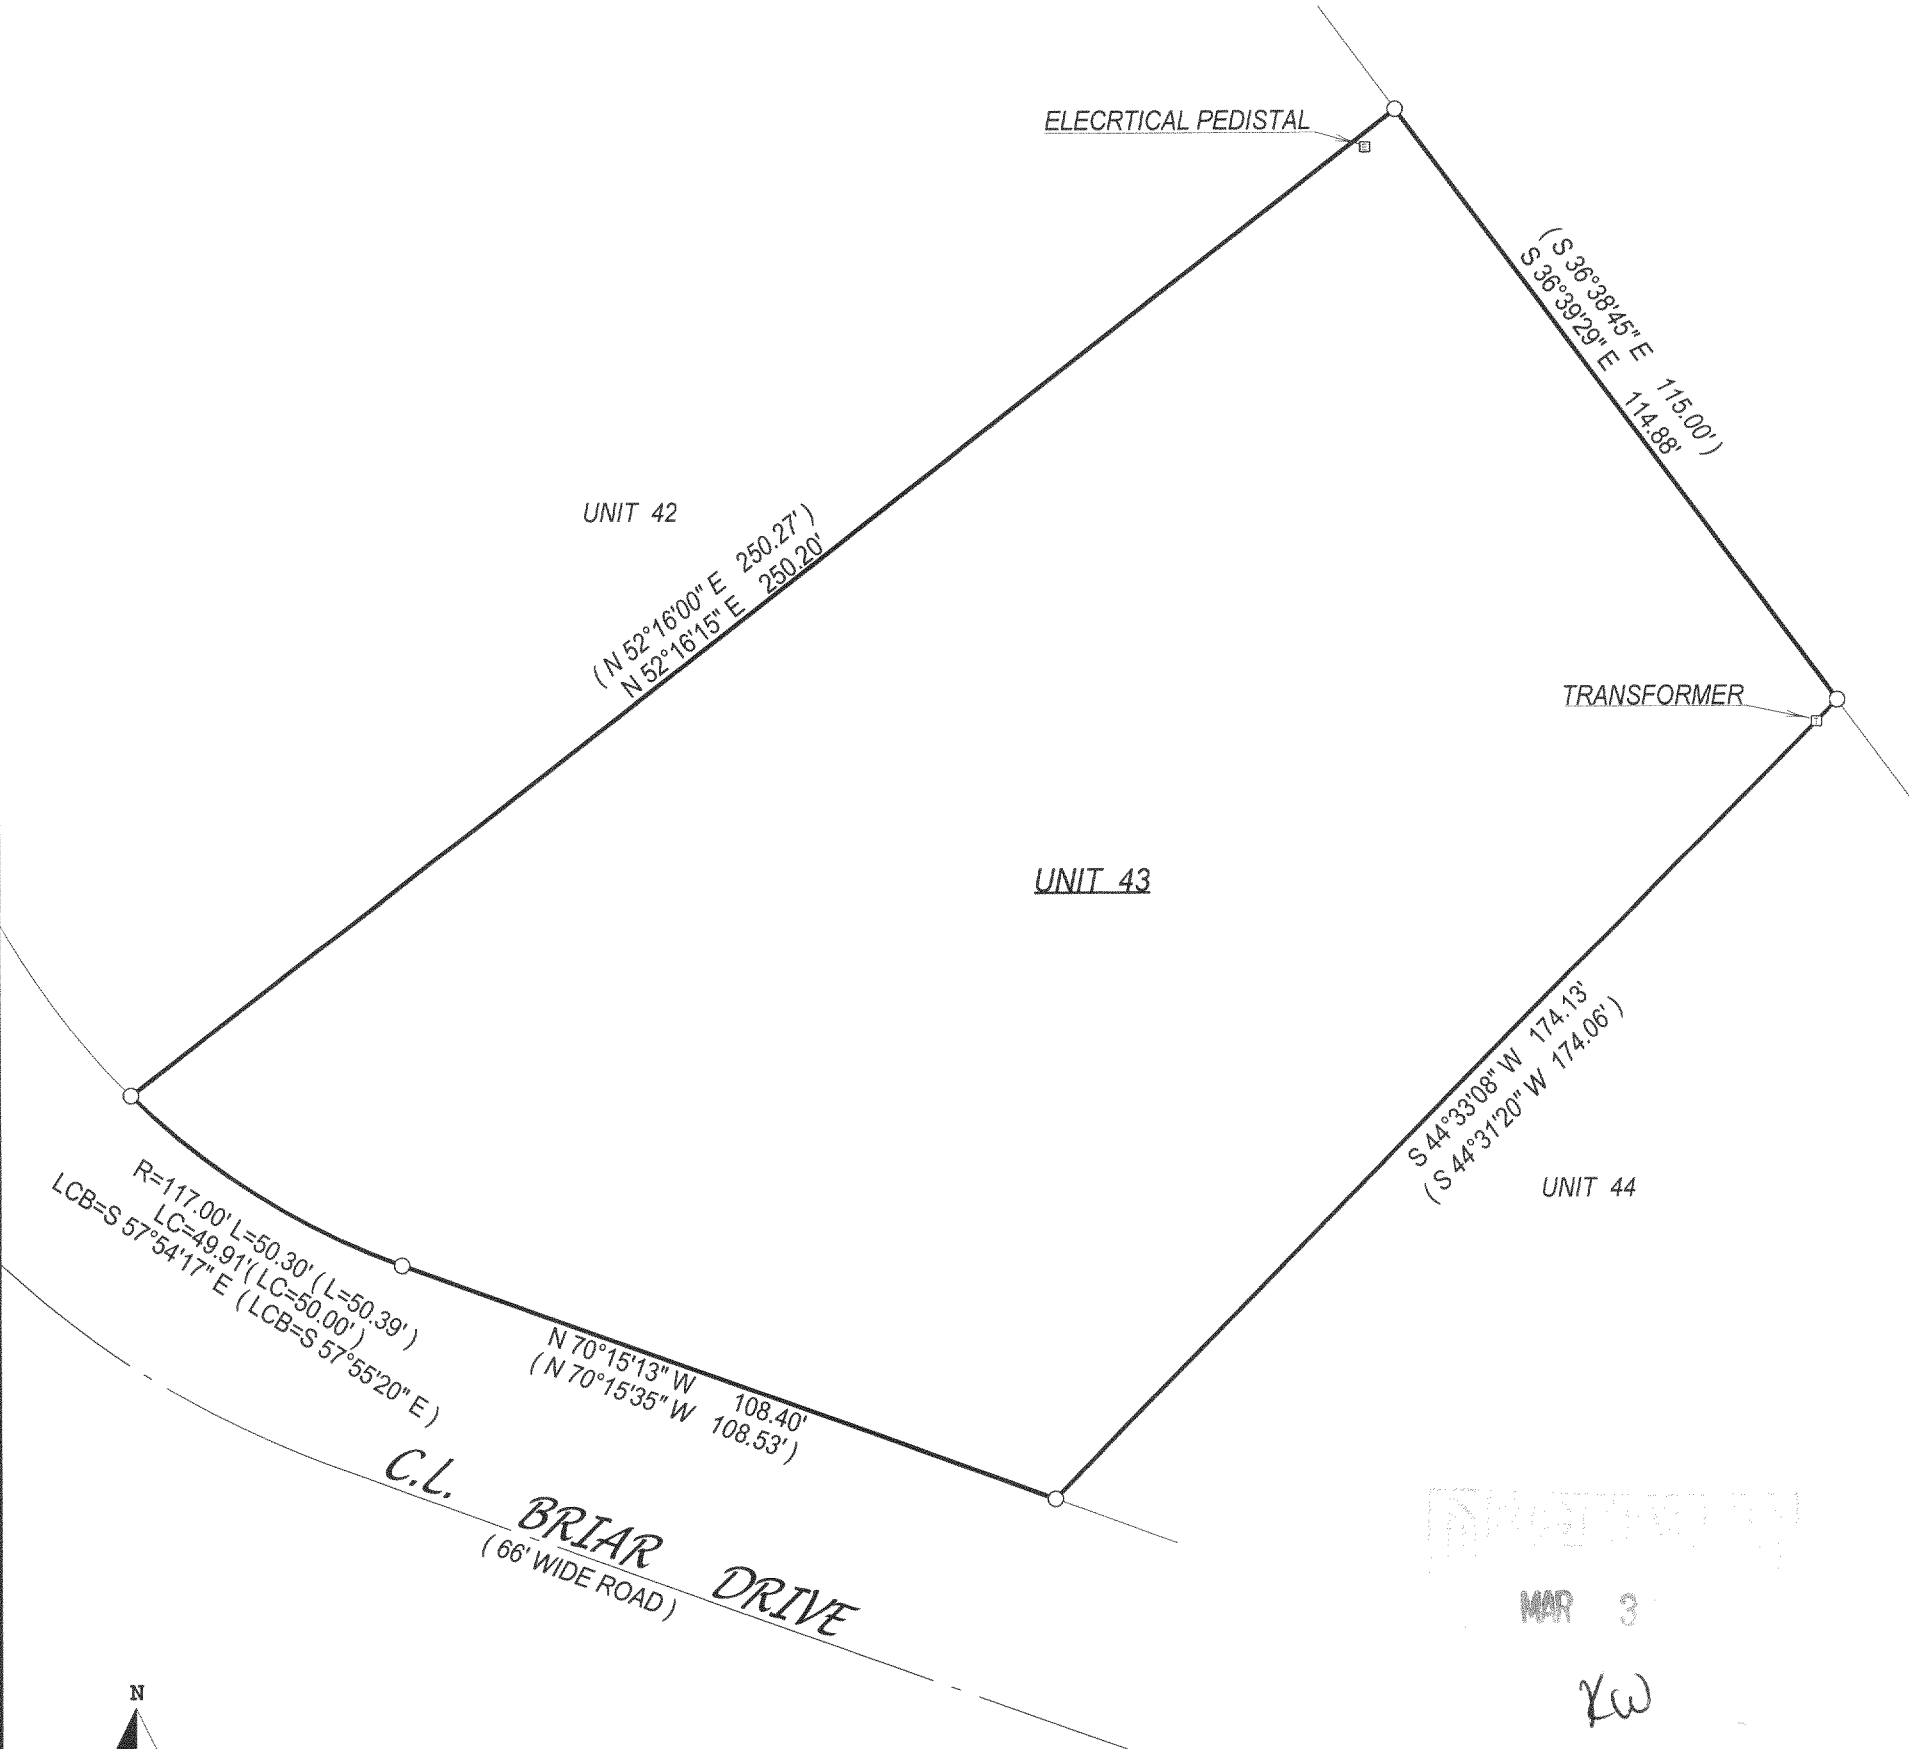 ELECRTICAL PEDISTAL
( S 36°38'45" E 115.00' )
S 36°39'29" E 114.88'
UNIT 42
( N 52°16'00" E 250.27' )
N 52°16'15" E 250.20'
TRANSFORMER
UNIT 43
S 44°33'08" W 174.13'
( S 44°31'20" W 174.06' )
UNIT 44
R=117.00' L=50.30' ( L=50.39' )
LC=49.91' ( LC=50.00' )
LCB=S 57°54'17" E ( LCB=S 57°55'20" E )
N 70°15'13" W 108.40'
( N 70°15'35" W 108.53' )
C.L. BRIAR DRIVE
( 66' WIDE ROAD )
MAR 3
KW
N